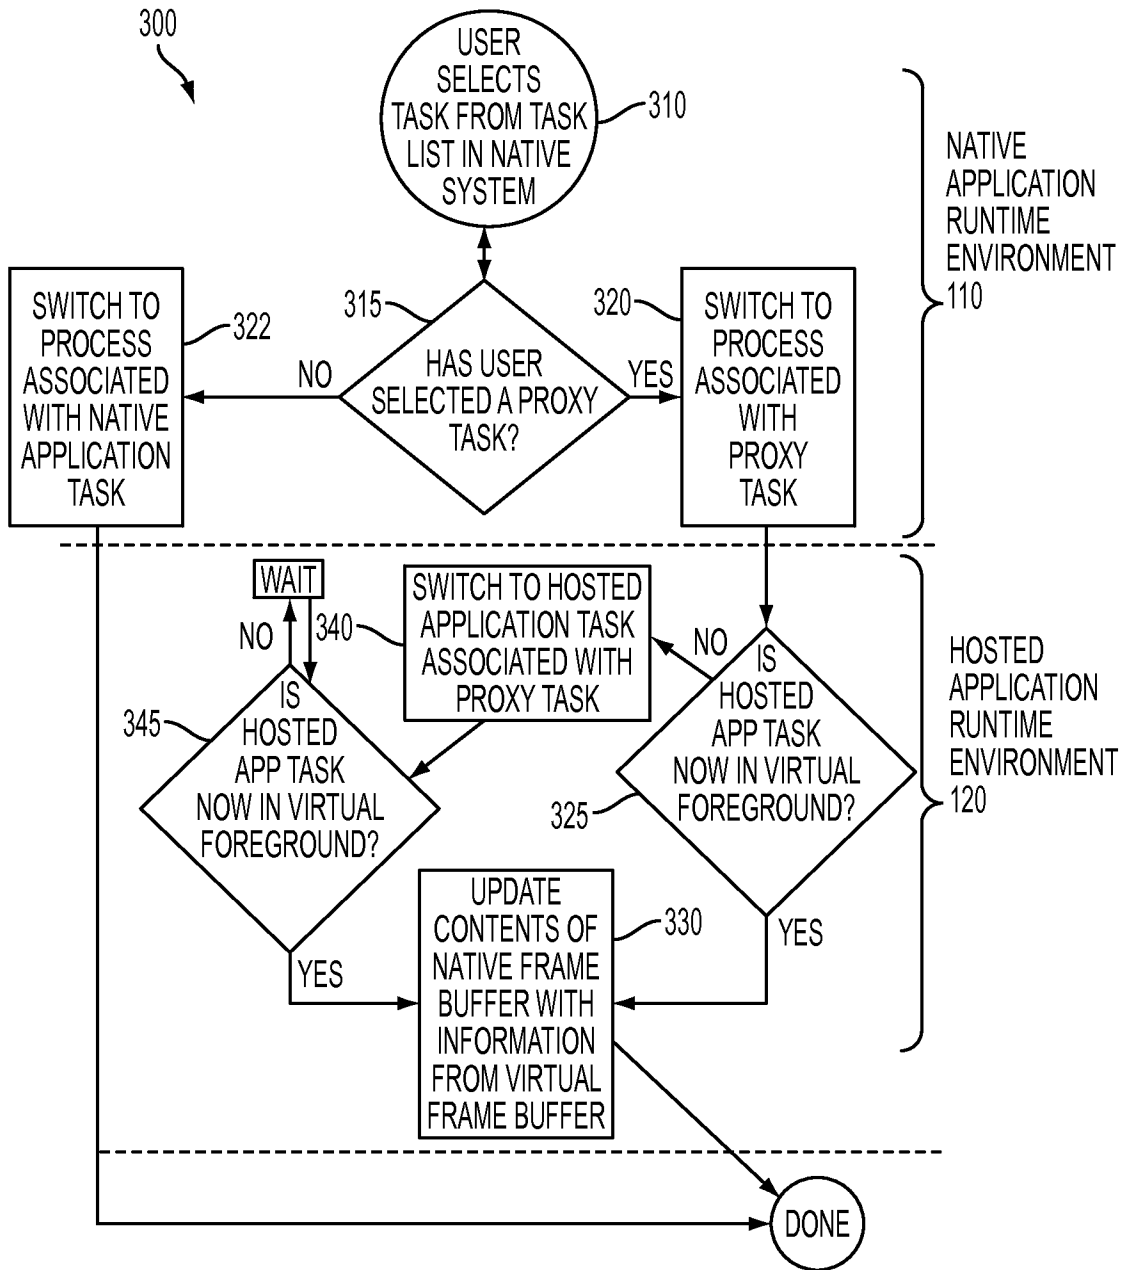 300
USER
SELECTS
TASK FROM TASK
LIST IN NATIVE
SYSTEM
310
NATIVE
APPLICATION
RUNTIME
ENVIRONMENT
110
SWITCH TO
PROCESS
ASSOCIATED
WITH NATIVE
APPLICATION
TASK
322
315
HAS USER
SELECTED A PROXY
TASK?
NO
YES
320
SWITCH TO
PROCESS
ASSOCIATED
WITH
PROXY
TASK
WAIT
NO
340
SWITCH TO HOSTED
APPLICATION TASK
ASSOCIATED WITH
PROXY TASK
NO
IS
HOSTED
APP TASK
NOW IN VIRTUAL
FOREGROUND?
325
HOSTED
APPLICATION
RUNTIME
ENVIRONMENT
120
345
IS
HOSTED
APP TASK
NOW IN VIRTUAL
FOREGROUND?
YES
UPDATE
CONTENTS OF
NATIVE FRAME
BUFFER WITH
INFORMATION
FROM VIRTUAL
FRAME BUFFER
330
YES
DONE